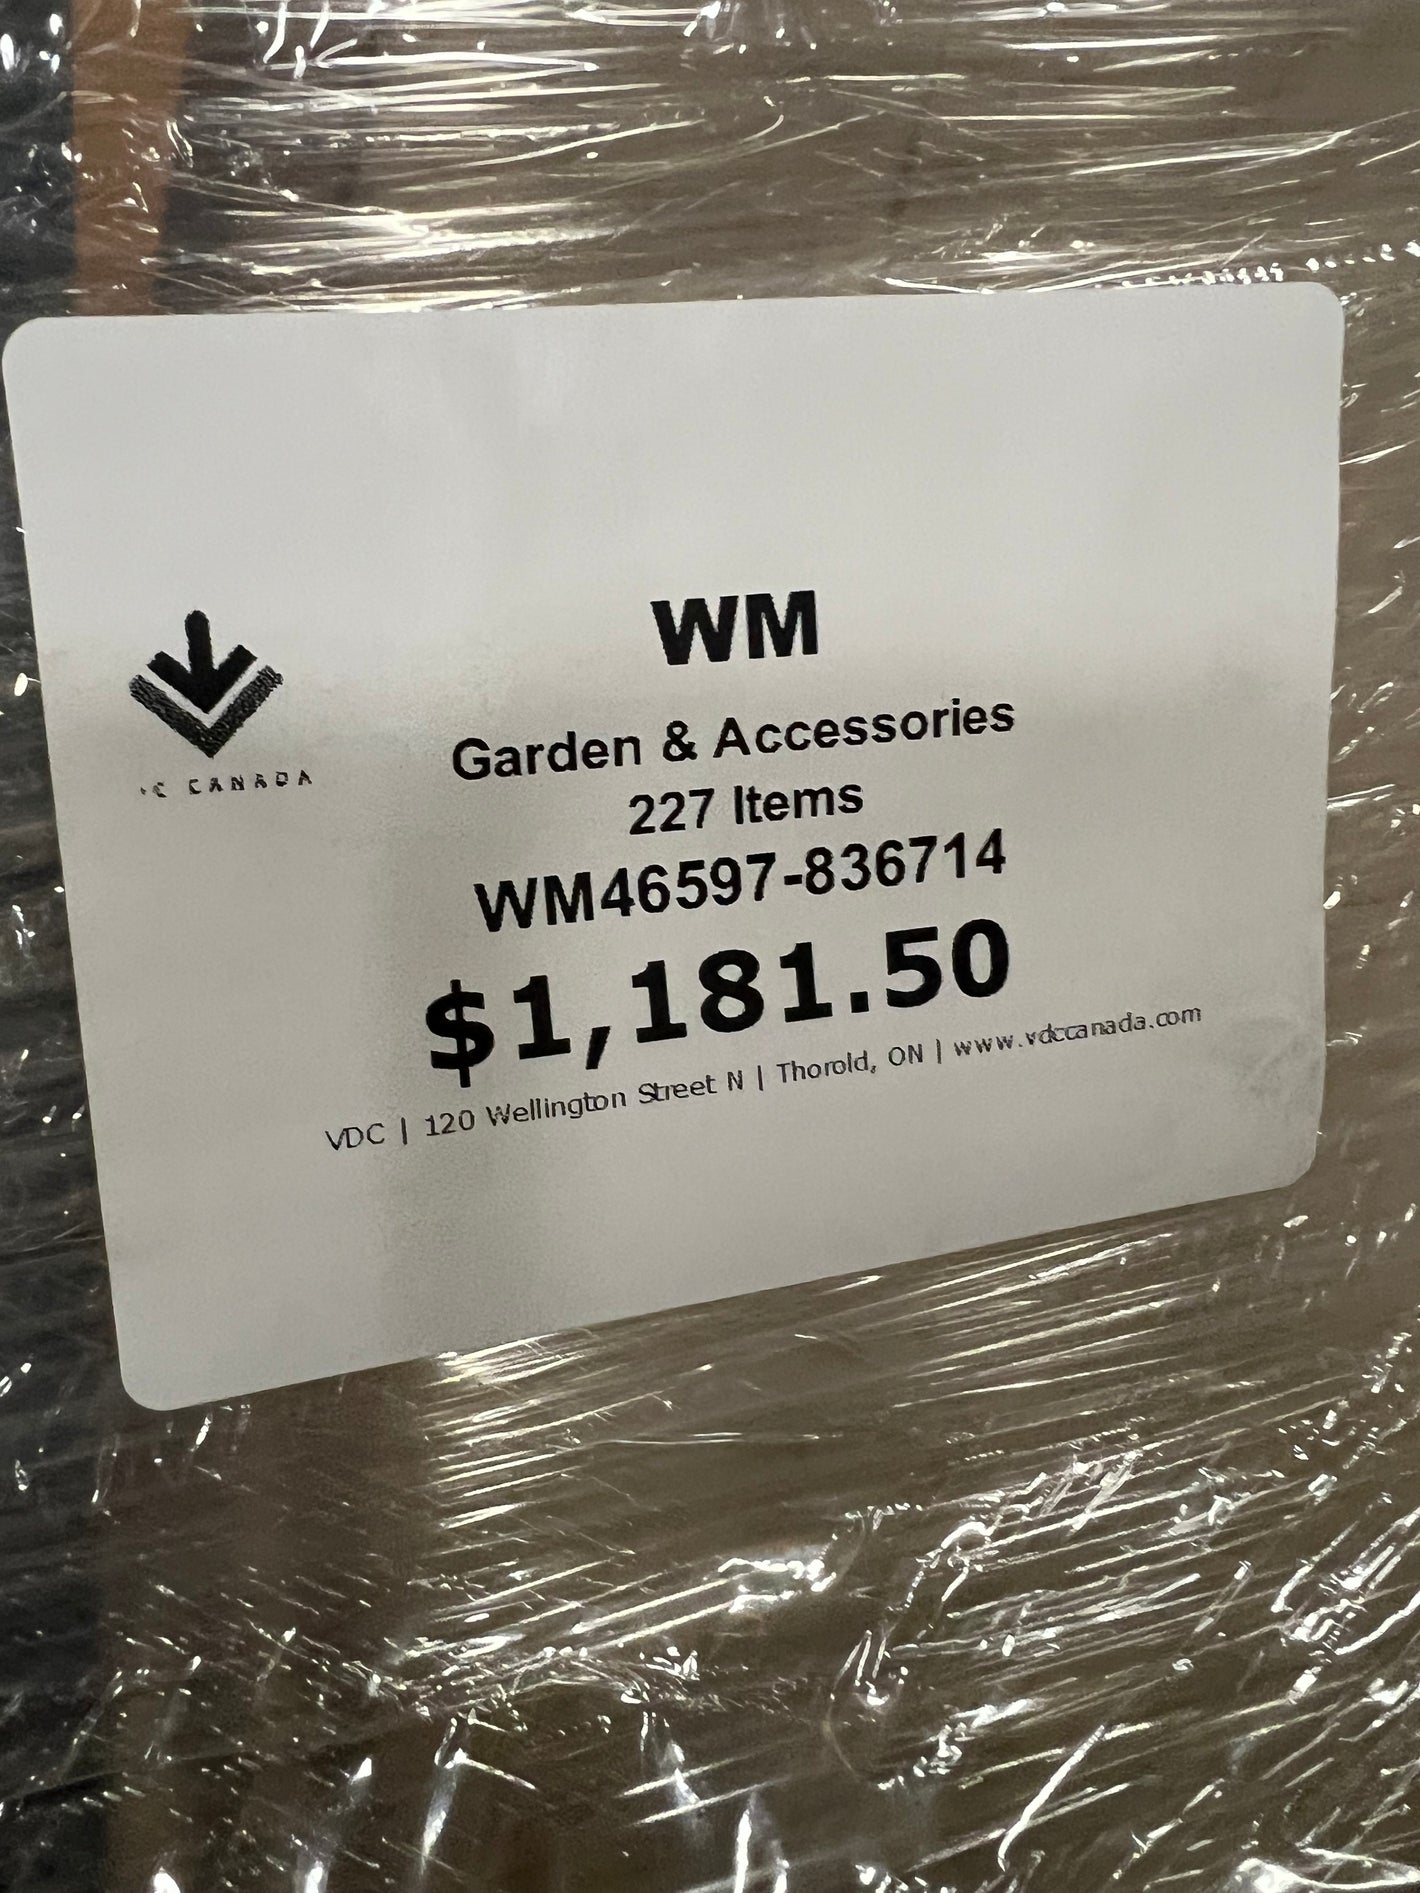 WM
Garden & Accessories
227 Items
WM46597-836714
$1,181.50
VDC | 120 Wellington Street N | Thorold, ON | www.vdccanada.com
C CANADA